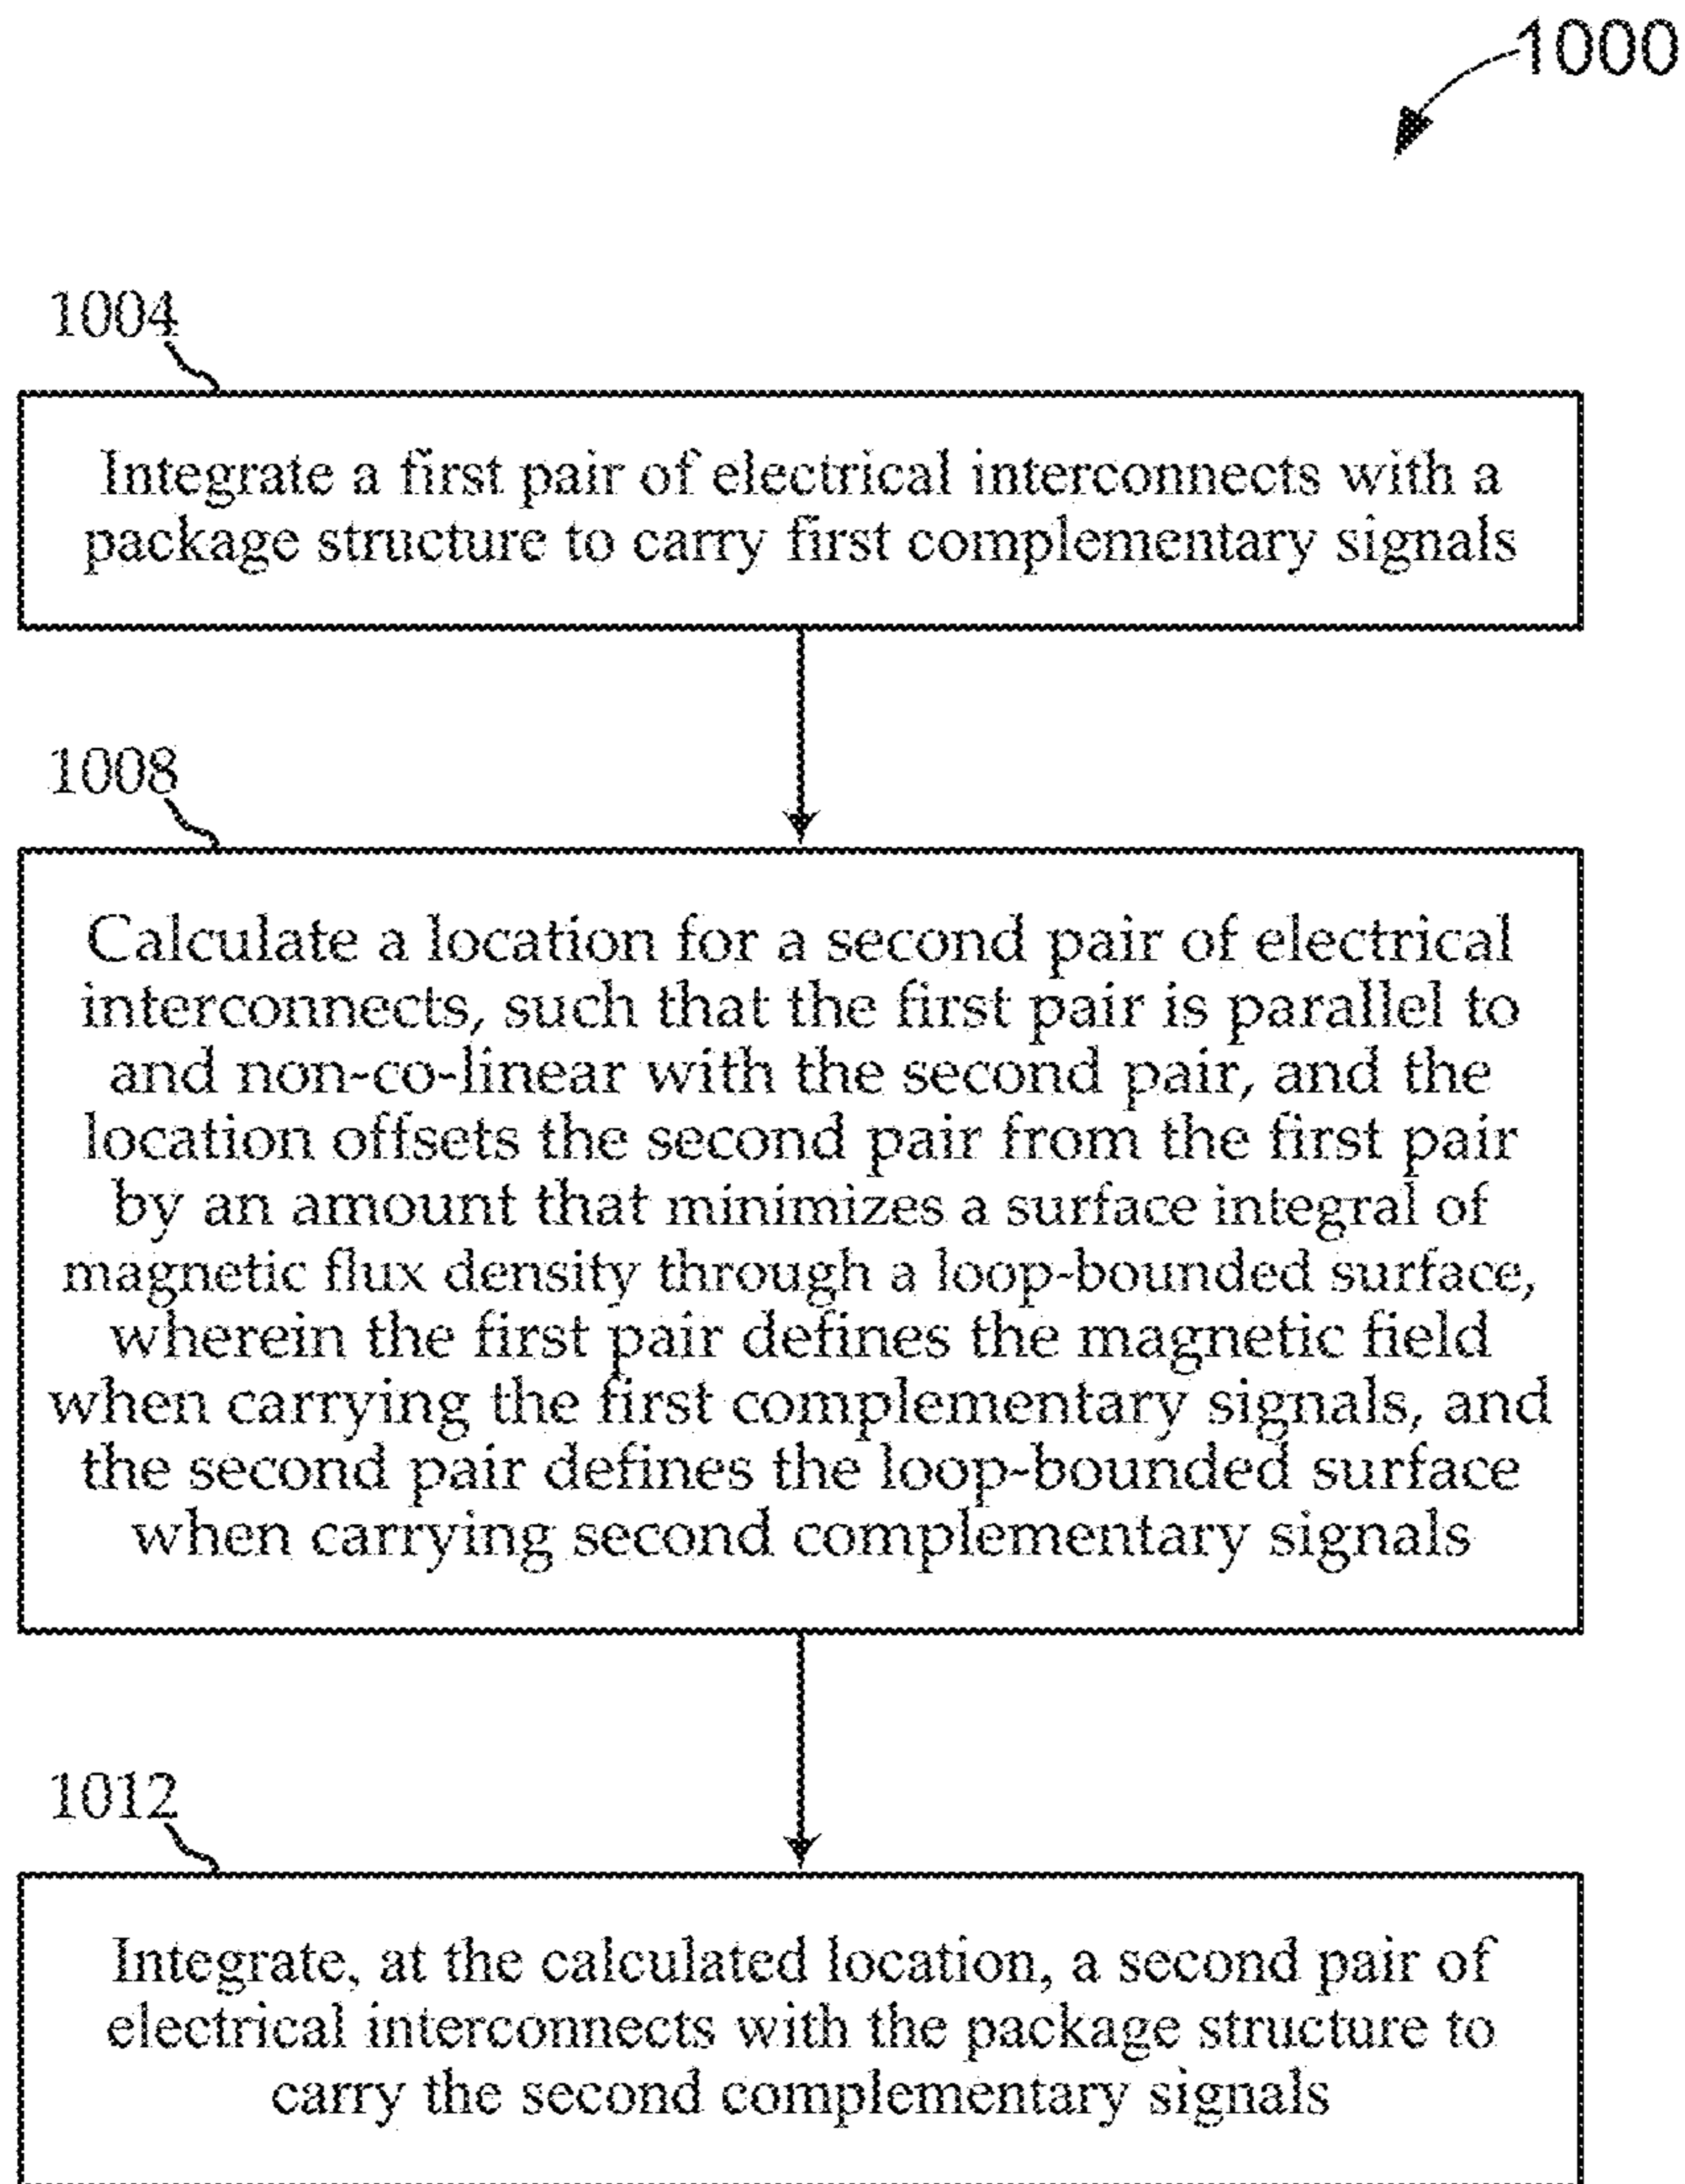 1000
1004
Integrate a first pair of electrical interconnects with a
package structure to carry first complementary signals
1008
Calculate a location for a second pair of electrical
interconnects, such that the first pair is parallel to
and non-co-linear with the second pair, and the
location offsets the second pair from the first pair
by an amount that minimizes a surface integral of
magnetic flux density through a loop-bounded surface,
wherein the first pair defines the magnetic field
when carrying the first complementary signals, and
the second pair defines the loop-bounded surface
when carrying second complementary signals
1012
Integrate, at the calculated location, a second pair of
electrical interconnects with the package structure to
carry the second complementary signals